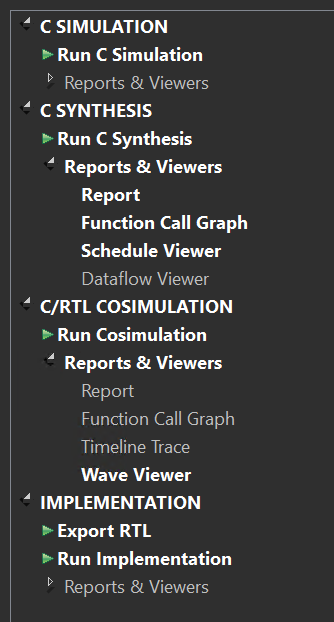 C SIMULATION
Run C Simulation
Reports & Viewers
C SYNTHESIS
Run C Synthesis
Reports & Viewers
Report
Function Call Graph
Schedule Viewer
Dataflow Viewer
C/RTL COSIMULATION
Run Cosimulation
Reports & Viewers
Report
Function Call Graph
Timeline Trace
Wave Viewer
IMPLEMENTATION
Export RTL
Run Implementation
Reports & Viewers